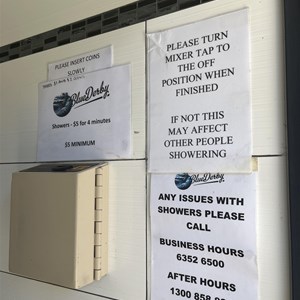 PLEASE INSERT COINS
SLOWLY
BlueDerby
Showers - $5 for 4 minutes
$5 MINIMUM
PLEASE TURN
MIXER TAP TO
THE OFF
POSITION WHEN
FINISHED
IF NOT THIS
MAY AFFECT
OTHER PEOPLE
SHOWERING
BlueDerby
ANY ISSUES WITH
SHOWERS PLEASE
CALL
BUSINESS HOURS
6352 6500
AFTER HOURS
1300 858